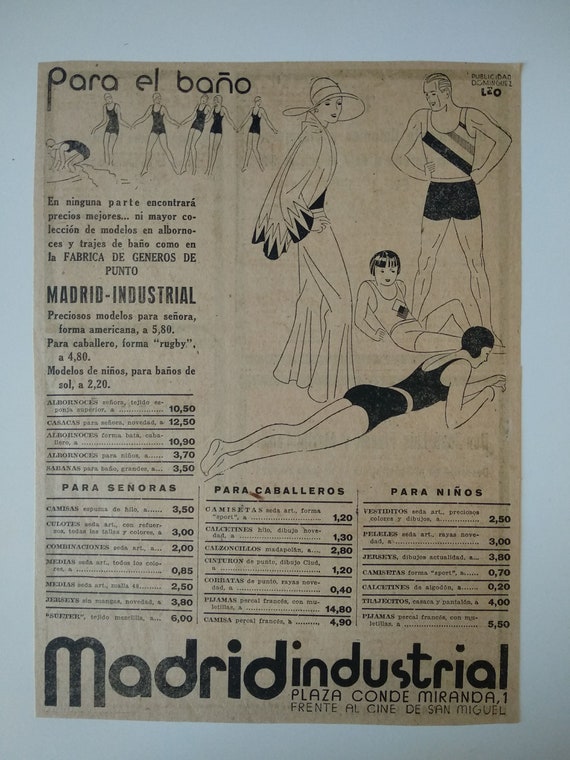 Para el baño
PUBLICIDAD
DOMINGUEZ
LEO
En ninguna parte encontrará
precios mejores... ni mayor co-
lección de modelos en albornо-
ces y trajes de baño como en
la FABRICA DE GENEROS DE
PUNTO
MADRID-INDUSTRIAL
Preciosos modelos para señora,
forma americana, a 5,80.
Para caballero, forma "rugby",
a 4,80.
Modelos de niños, para baños de
sol, a 2,20.
ALBORNOCES señora, tejido es-
ponja superior, a ........ 10,50
CASACAS para señora, novedad, a 12,50
ALBORNOCES forma bata, caba-
llero, a ........ 10,90
ALBORNOCES para niños, a ...... 3,70
SABANAS para baño, grandes, a... 3,50
PARA SEÑORAS
CAMISAS espuma de hilo, a...... 3,50
CULOTES seda art., con refuer-
zos, todas las tallas y colores, a 3,00
COMBINACIONES seda art., a ..... 2,00
MEDIAS seda art., todos los colo-
res, a ........ 0,85
MEDIAS seda art., malla 44, ........ 2,50
JERSEYS sin mangas, novedad, a 3,80
"SUETER", tejido mezclilla, a... 6,00
PARA CABALLEROS
CAMISETAS seda art., forma
"sport", a ........ 1,20
CALCETINES hilo, dibujo nove-
dad, a ........ 1,30
CALZONCILLOS madapolán, a... 2,80
CINTURON de punto, dibujo Ciud,
a ........ 1,20
CORBATAS de punto, rayas nove-
dad, a ........ 0,40
PIJAMAS percal francés, con mu-
letillas, a ........ 14,80
CAMISA percal francés, a ........ 4,90
PARA NIÑOS
VESTIDITOS seda art., preciosos
colores y dibujos, a ........ 2,50
PELELES seda art., rayas nove-
dad, a ........ 3,00
JERSEYS, dibujos actualidad, a... 3,80
CAMISETAS forma "sport", a ..... 0,70
CALCETINES de algodón, a ...... 0,20
TRAJECITOS, casaca y pantalón, a 4,00
PIJAMAS percal francés, con mu-
letillas, a ........ 5,50
Madrid industrial
PLAZA CONDE MIRANDA, 1
FRENTE AL CINE DE SAN MIGUEL